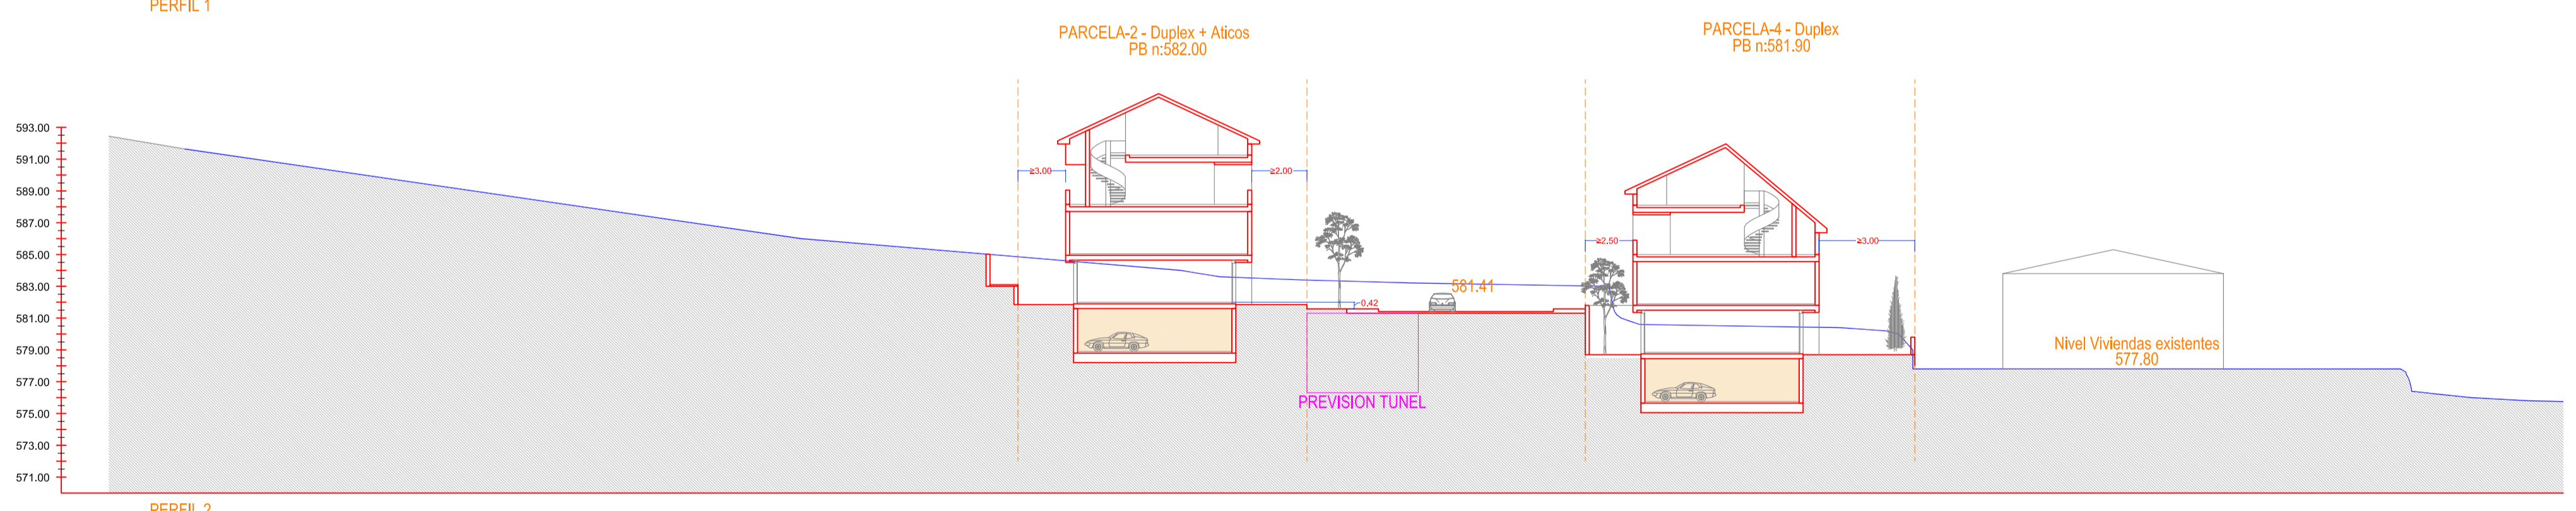 PERFIL 1
PARCELA-2 - Duplex + Aticos
PB n:582.00
PARCELA-4 - Duplex
PB n:581.90
593.00
591.00
589.00
587.00
585.00
583.00
581.00
579.00
577.00
575.00
573.00
571.00
≥3.00
≥2.00
≥2.50
≥3.00
581.41
0,42
Nivel Viviendas existentes
577.80
PREVISION TUNEL
PERFIL 2